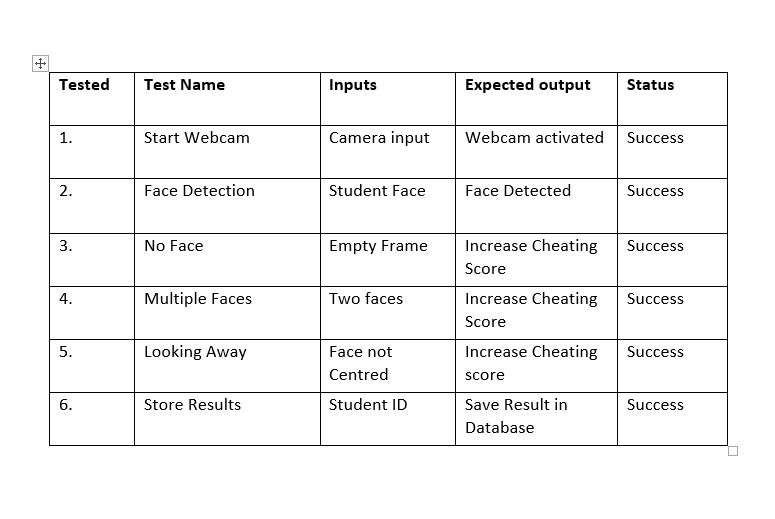 Tested Test Name Inputs Expected output Status
1. Start Webcam Camera input Webcam activated Success
2. Face Detection Student Face Face Detected Success
3. No Face Empty Frame Increase Cheating Success
Score
4. Multiple Faces Two faces Increase Cheating Success
Score
5. Looking Away Face not Increase Cheating Success
Centred score
6. Store Results Student ID Save Result in Success
Database